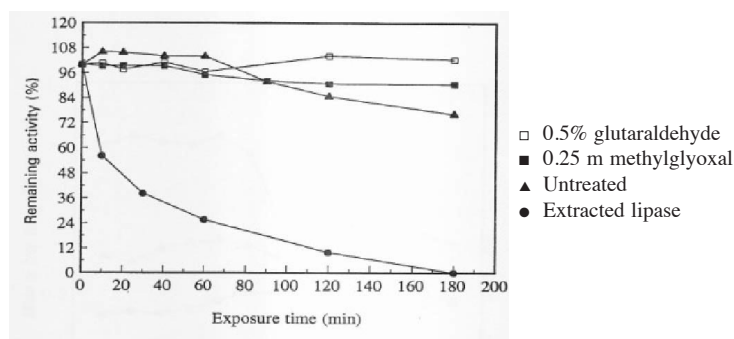 120
108
96
84
72
60
48
36
24
12
0
Remaining activity (%)
0 20 40 60 80 100 120 140 160 180 200
Exposure time (min)
□ 0.5% glutaraldehyde
■ 0.25 m methylglyoxal
▲ Untreated
● Extracted lipase